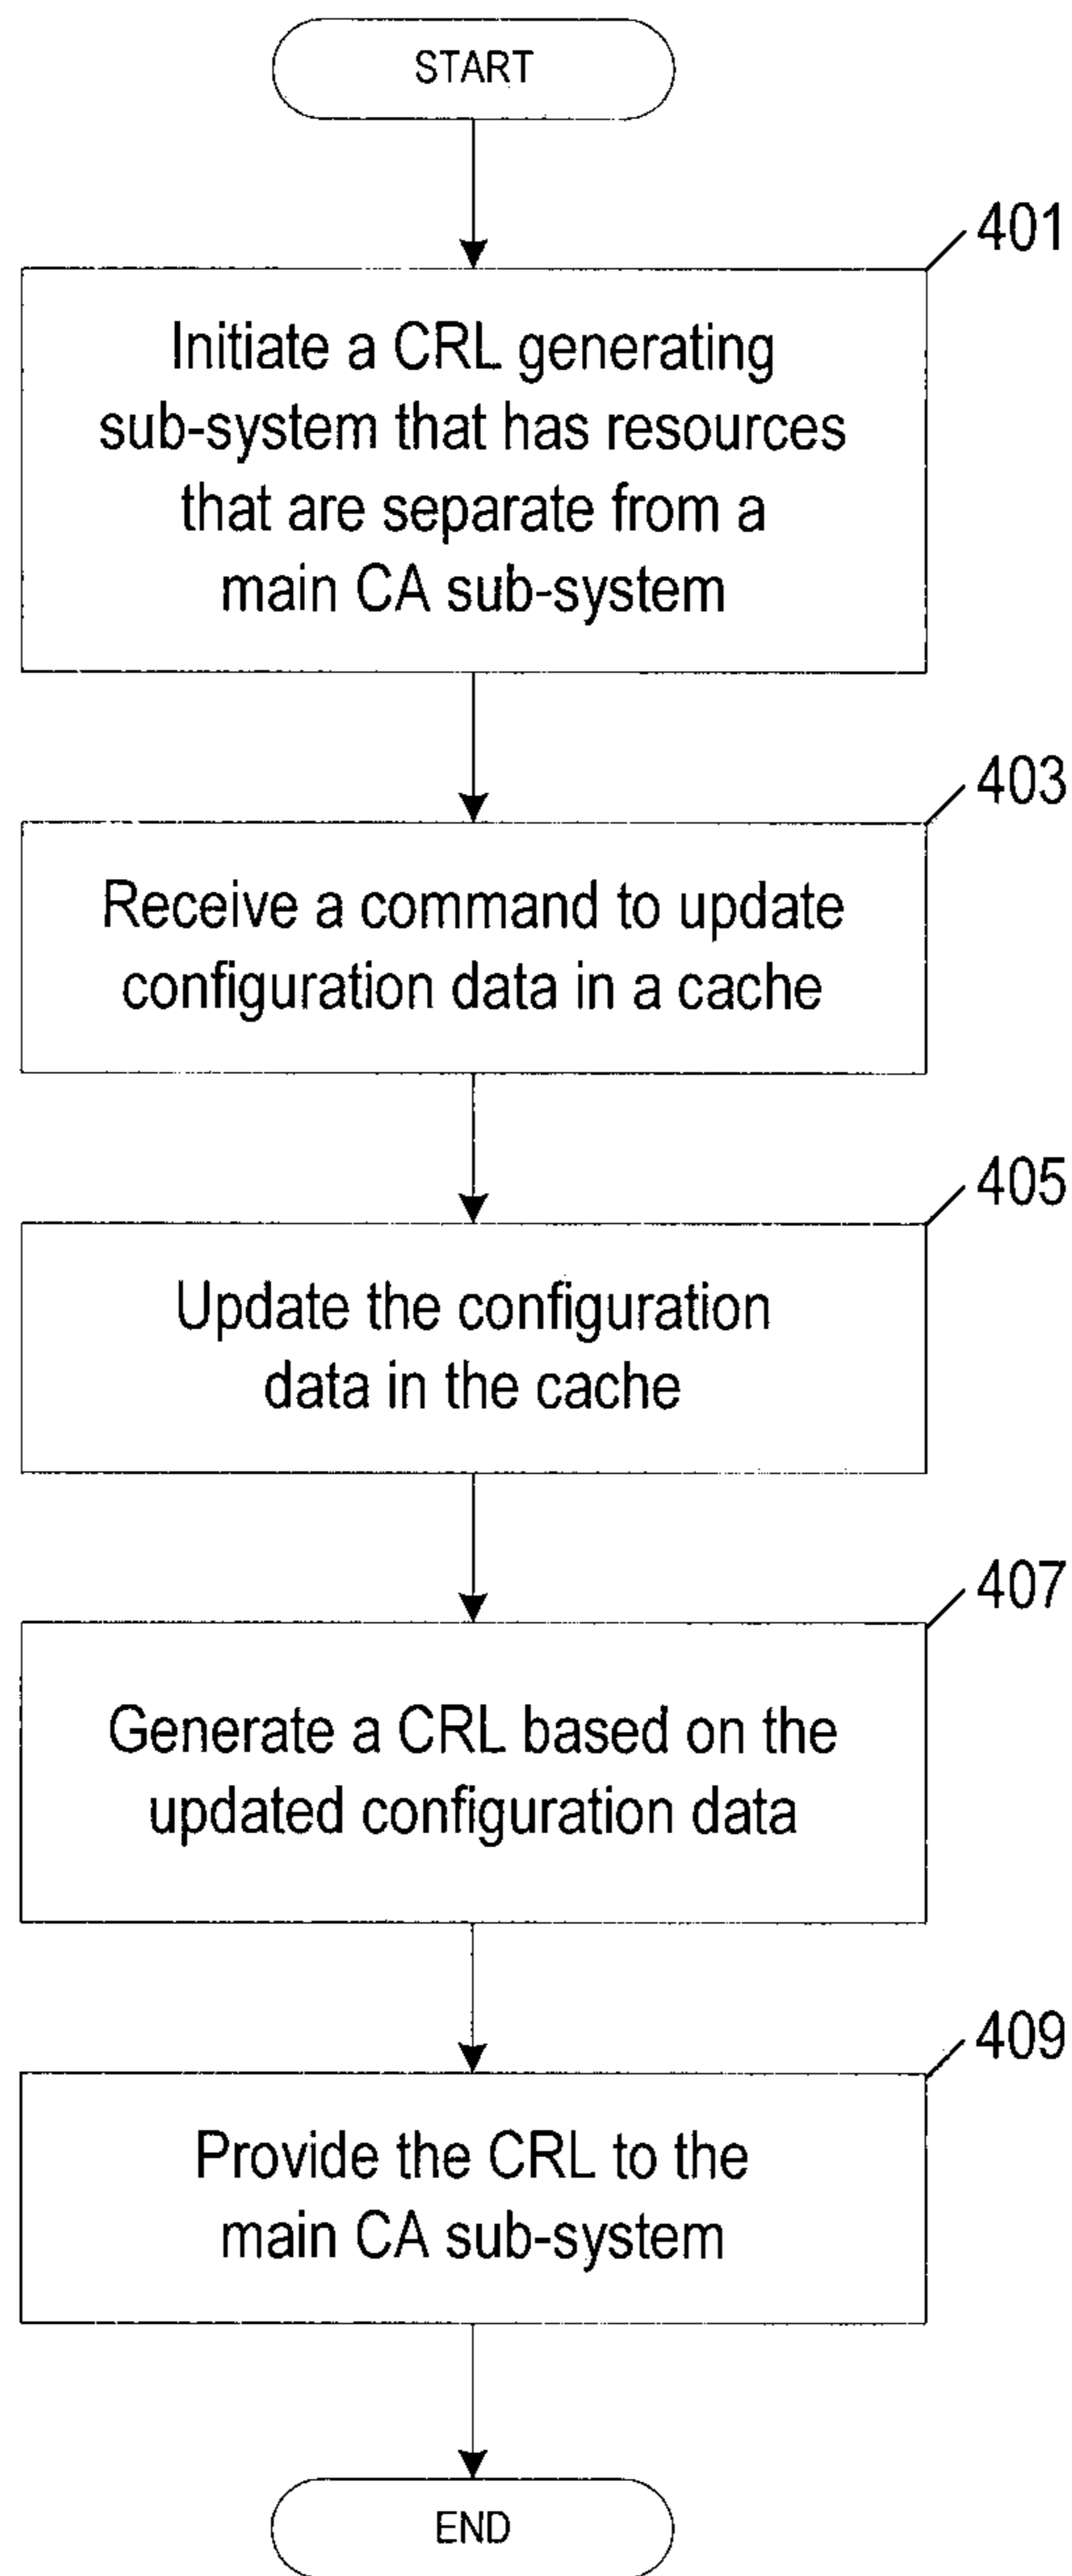 START
401
Initiate a CRL generating
sub-system that has resources
that are separate from a
main CA sub-system
403
Receive a command to update
configuration data in a cache
405
Update the configuration
data in the cache
407
Generate a CRL based on the
updated configuration data
409
Provide the CRL to the
main CA sub-system
END